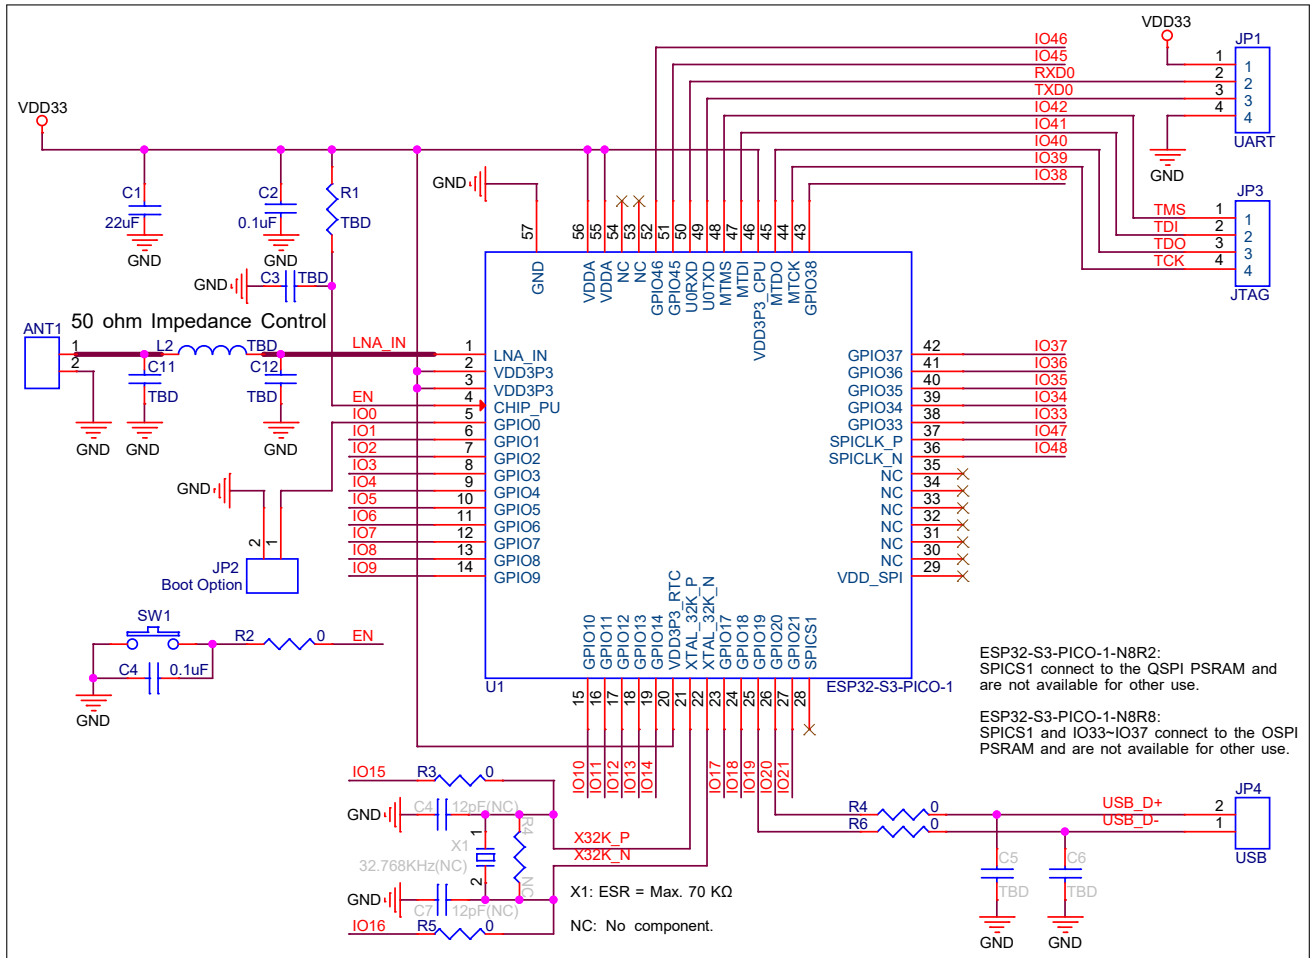 VDD33
IO46
IO45
RXD0
TXD0
IO42
IO41
IO40
IO39
IO38
VDD33
JP1
1 1
2 2
3 3
4 4
UART
GND
JP3
TMS 1 1
TDI 2 2
TDO 3 3
TCK 4 4
JTAG
C1
22uF
GND
C2
0.1uF
GND
R1
TBD
GND
C3 TBD
GND
57
56
55
54
53
52
51
50
49
48
47
46
45
44
43
GND
VDDA
VDDA
NC
NC
GPIO46
GPIO45
U0RXD
U0TXD
MTMS
MTDI
VDD3P3_CPU
MTDO
MTCK
GPIO38
50 ohm Impedance Control
ANT1
1
2
L2 TBD
C11
TBD
C12
TBD
GND
GND
GND
LNA_IN 1 LNA_IN
2 VDD3P3
3 VDD3P3
EN 4 CHIP_PU
IO0 5 GPIO0
IO1 6 GPIO1
IO2 7 GPIO2
IO3 8 GPIO3
IO4 9 GPIO4
IO5 10 GPIO5
IO6 11 GPIO6
IO7 12 GPIO7
IO8 13 GPIO8
IO9 14 GPIO9
GPIO37 42 IO37
GPIO36 41 IO36
GPIO35 40 IO35
GPIO34 39 IO34
GPIO33 38 IO33
SPICLK_P 37 IO47
SPICLK_N 36 IO48
NC 35
NC 34
NC 33
NC 32
NC 31
NC 30
VDD_SPI 29
GND
2
1
JP2
Boot Option
SW1
R2 0 EN
C4 0.1uF
GND
GPIO10
GPIO11
GPIO12
GPIO13
GPIO14
VDD3P3_RTC
XTAL_32K_P
XTAL_32K_N
GPIO17
GPIO18
GPIO19
GPIO20
GPIO21
SPICS1
U1
ESP32-S3-PICO-1
15
16
17
18
19
20
21
22
23
24
25
26
27
28
IO10
IO11
IO12
IO13
IO14
IO17
IO18
IO19
IO20
IO21
ESP32-S3-PICO-1-N8R2:
SPICS1 connect to the QSPI PSRAM and
are not available for other use.
ESP32-S3-PICO-1-N8R8:
SPICS1 and IO33~IO37 connect to the OSPI
PSRAM and are not available for other use.
IO15 R3 0
GND C4 12pF(NC)
1
X1
32.768KHz(NC)
2
R4
NC
X32K_P
X32K_N
GND
C7 12pF(NC)
IO16 R5 0
X1: ESR = Max. 70 KΩ
NC: No component.
R4 0 USB_D+ 2
R6 0 USB_D- 1
JP4
USB
C5
TBD
GND
C6
TBD
GND